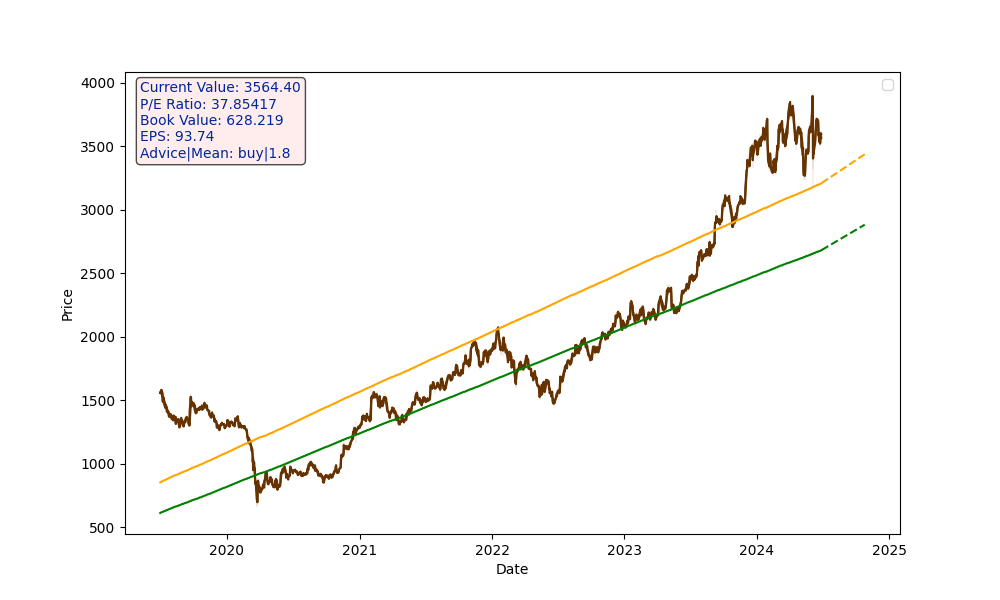 Current Value: 3564.40
P/E Ratio: 37.85417
Book Value: 628.219
EPS: 93.74
Advice|Mean: buy|1.8
4000
3500
3000
2500
2000
1500
1000
500
Price
2020 2021 2022 2023 2024 2025
Date